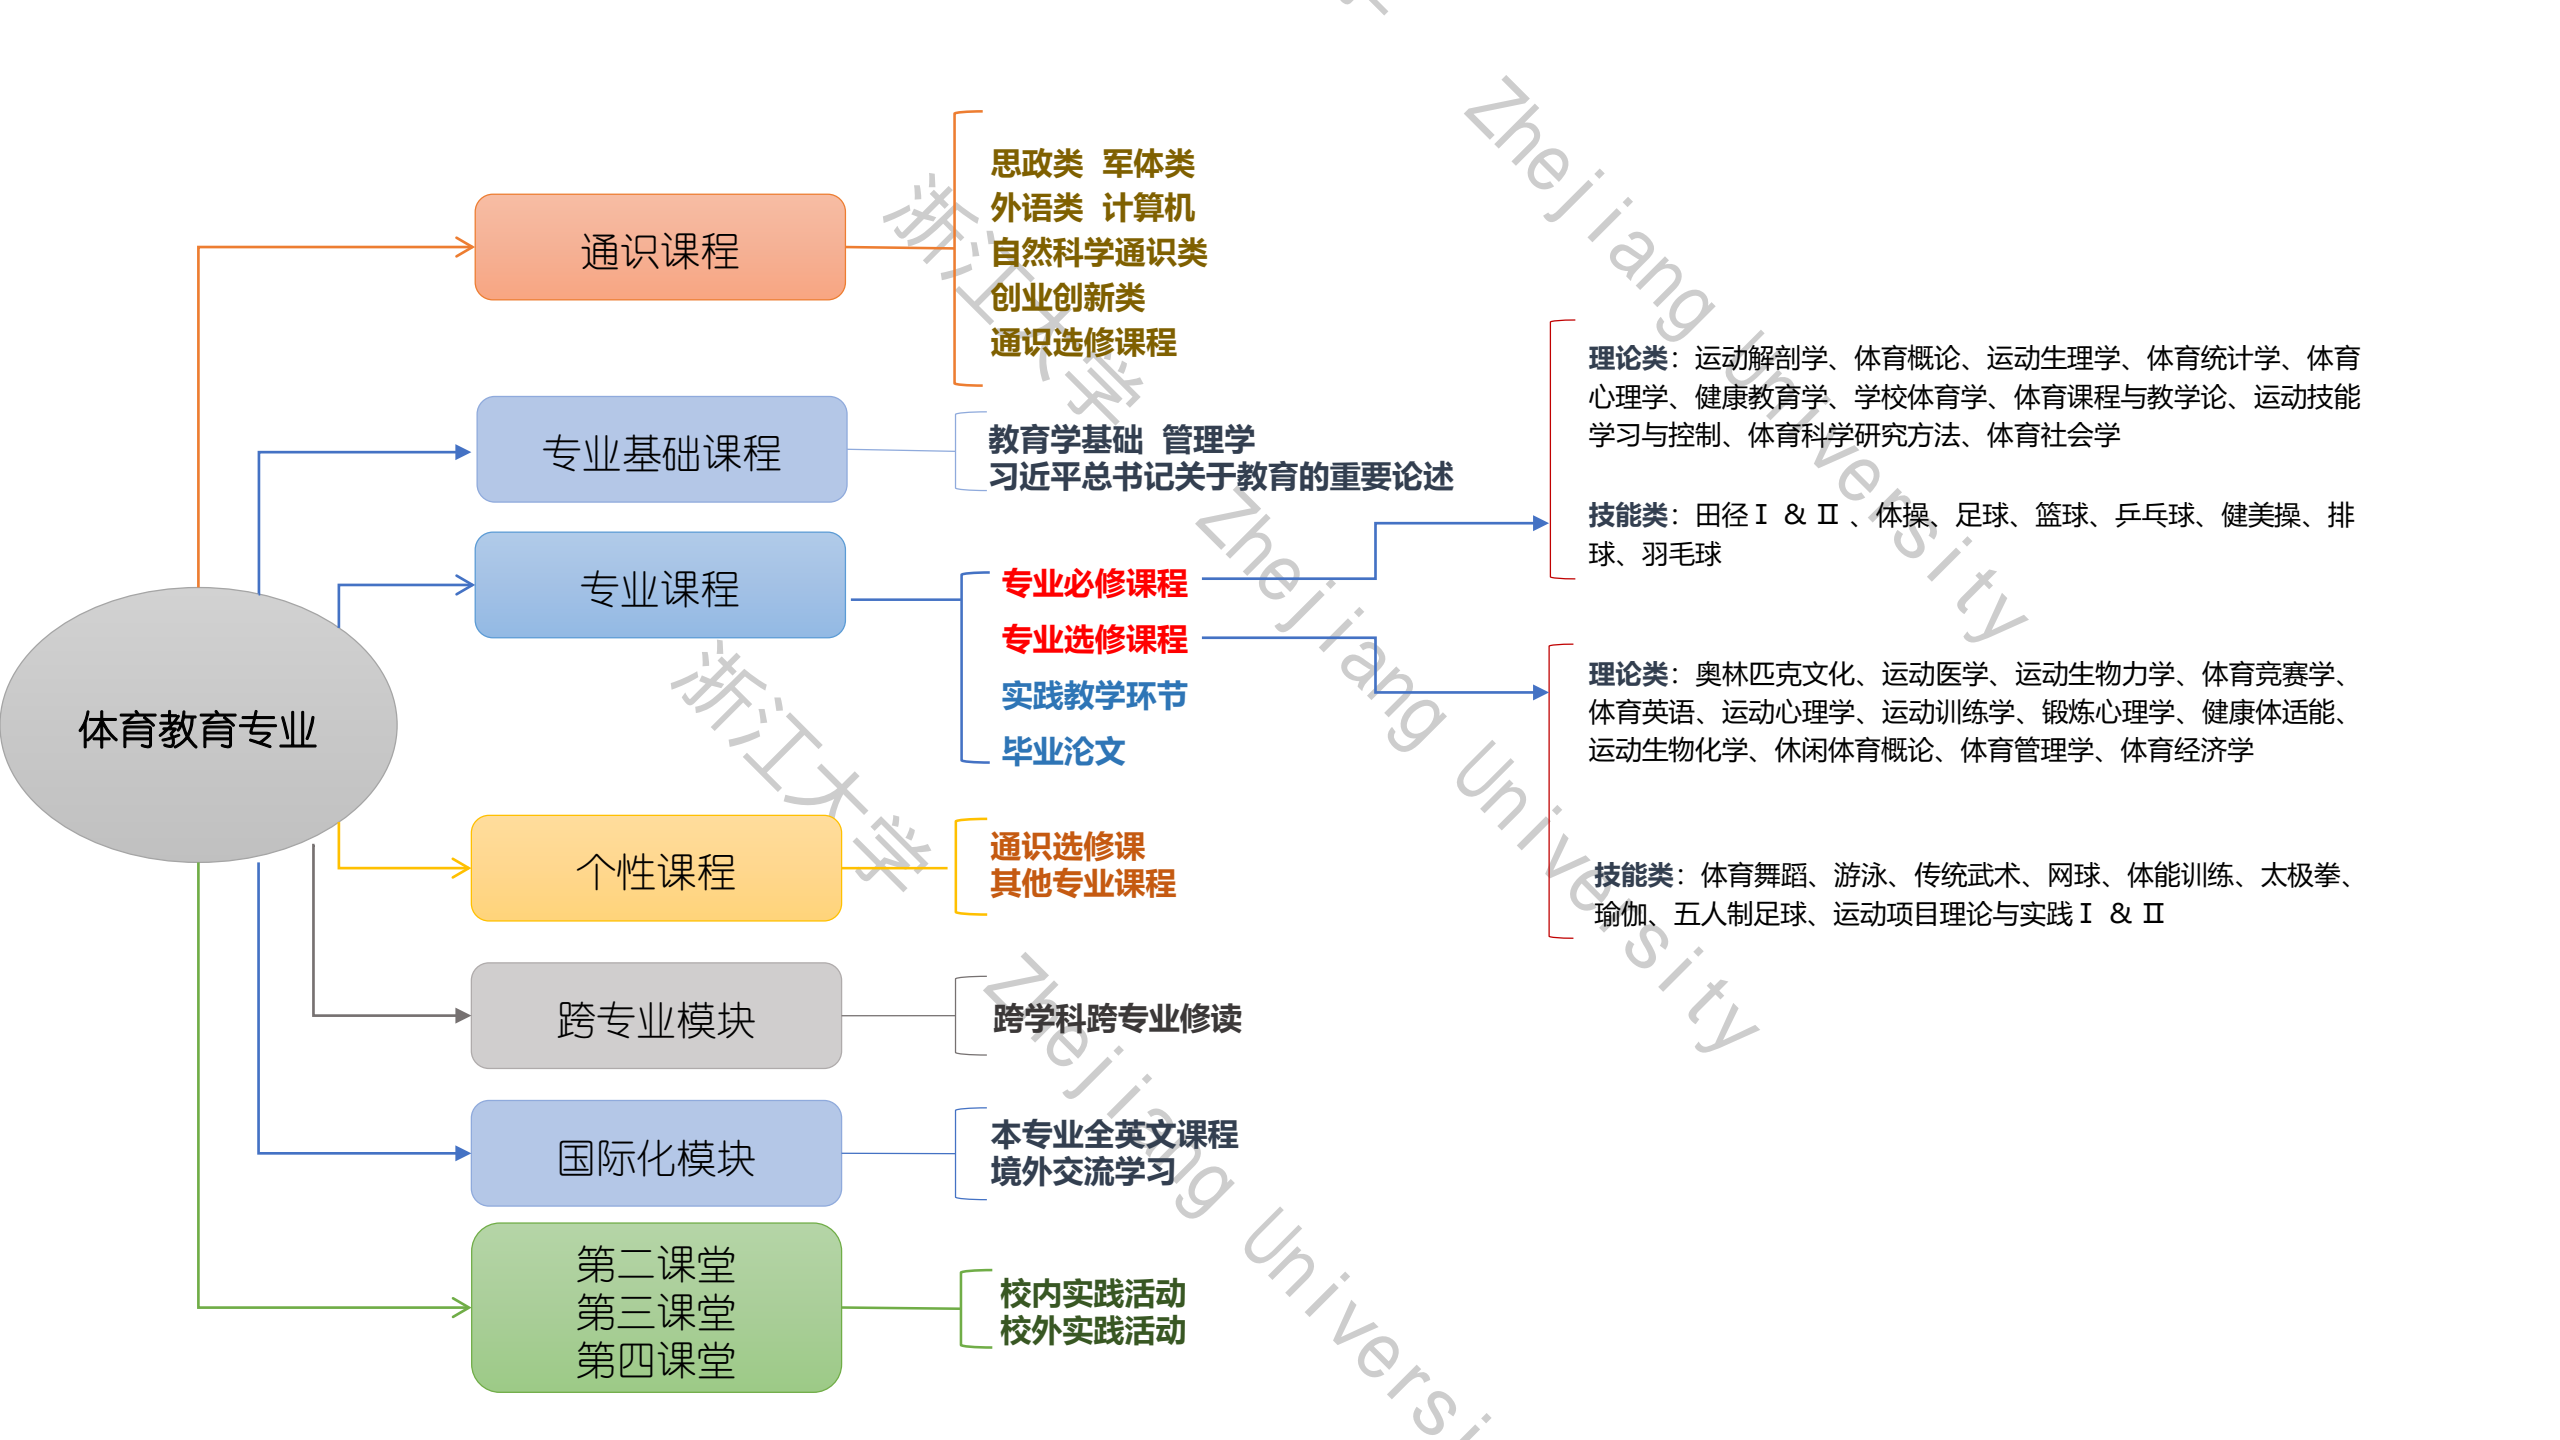 体育教育专业
通识课程
思政类 军体类
外语类 计算机
自然科学通识类
创业创新类
通识选修课程
专业基础课程
教育学基础 管理学
习近平总书记关于教育的重要论述
专业课程
专业必修课程
专业选修课程
实践教学环节
毕业论文
理论类：运动解剖学、体育概论、运动生理学、体育统计学、体育
心理学、健康教育学、学校体育学、体育课程与教学论、运动技能
学习与控制、体育科学研究方法、体育社会学
技能类：田径Ⅰ ＆Ⅱ 、体操、足球、篮球、乒乓球、健美操、排
球、羽毛球
理论类：奥林匹克文化、运动医学、运动生物力学、体育竞赛学、
体育英语、运动心理学、运动训练学、锻炼心理学、健康体适能、
运动生物化学、休闲体育概论、体育管理学、体育经济学
技能类：体育舞蹈、游泳、传统武术、网球、体能训练、太极拳、
瑜伽、五人制足球、运动项目理论与实践Ⅰ ＆Ⅱ
个性课程
通识选修课
其他专业课程
跨专业模块
跨学科跨专业修读
国际化模块
本专业全英文课程
境外交流学习
第二课堂
第三课堂
第四课堂
校内实践活动
校外实践活动
Zhejiang University
浙江大学 Zhejiang University
浙江大学 Zhejiang Universi